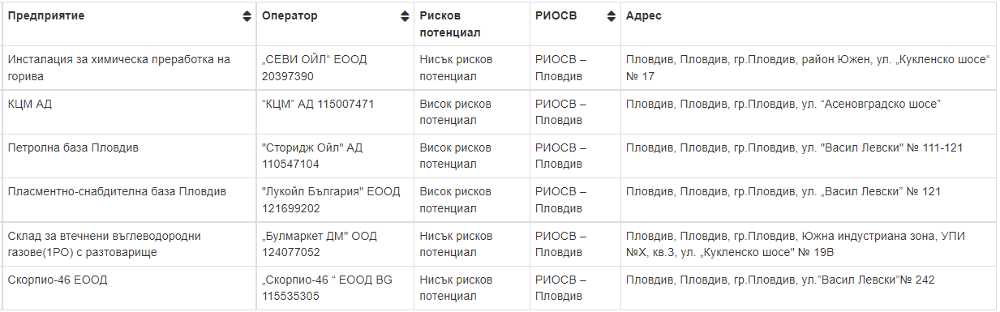 Предприятие
Оператор
Рисков
потенциал
РИОСВ
Адрес
Инсталация за химическа преработка на
горива
„СЕВИ ОЙЛ“ ЕООД
20397390
Нисък рисков
потенциал
РИОСВ –
Пловдив
Пловдив, Пловдив, гр.Пловдив, район Южен, ул. „Кукленско шосе“
№ 17
КЦМ АД
“КЦМ” АД 115007471
Висок рисков
потенциал
РИОСВ –
Пловдив
Пловдив, Пловдив, гр.Пловдив, ул. “Асеновградско шосе”
Петролна база Пловдив
"Сторидж Ойл" АД
110547104
Висок рисков
потенциал
РИОСВ –
Пловдив
Пловдив, Пловдив, гр.Пловдив, ул. "Васил Левски" № 111-121
Пласментно-снабдителна база Пловдив
"Лукойл България" ЕООД
121699202
Висок рисков
потенциал
РИОСВ –
Пловдив
Пловдив, Пловдив, гр.Пловдив, ул. „Васил Левски” № 121
Склад за втечнени въглеводородни
газове(1РО) с разтоварище
„Булмаркет ДМ" ООД
124077052
Нисък рисков
потенциал
РИОСВ –
Пловдив
Пловдив, Пловдив, гр.Пловдив, Южна индустриана зона, УПИ
№X, кв.3, ул. „Кукленско шосе" № 19В
Скорпио-46 ЕООД
„Скорпио-46 “ ЕООД BG
115535305
Нисък рисков
потенциал
РИОСВ –
Пловдив
Пловдив, Пловдив, гр.Пловдив, ул.”Васил Левски”№ 242